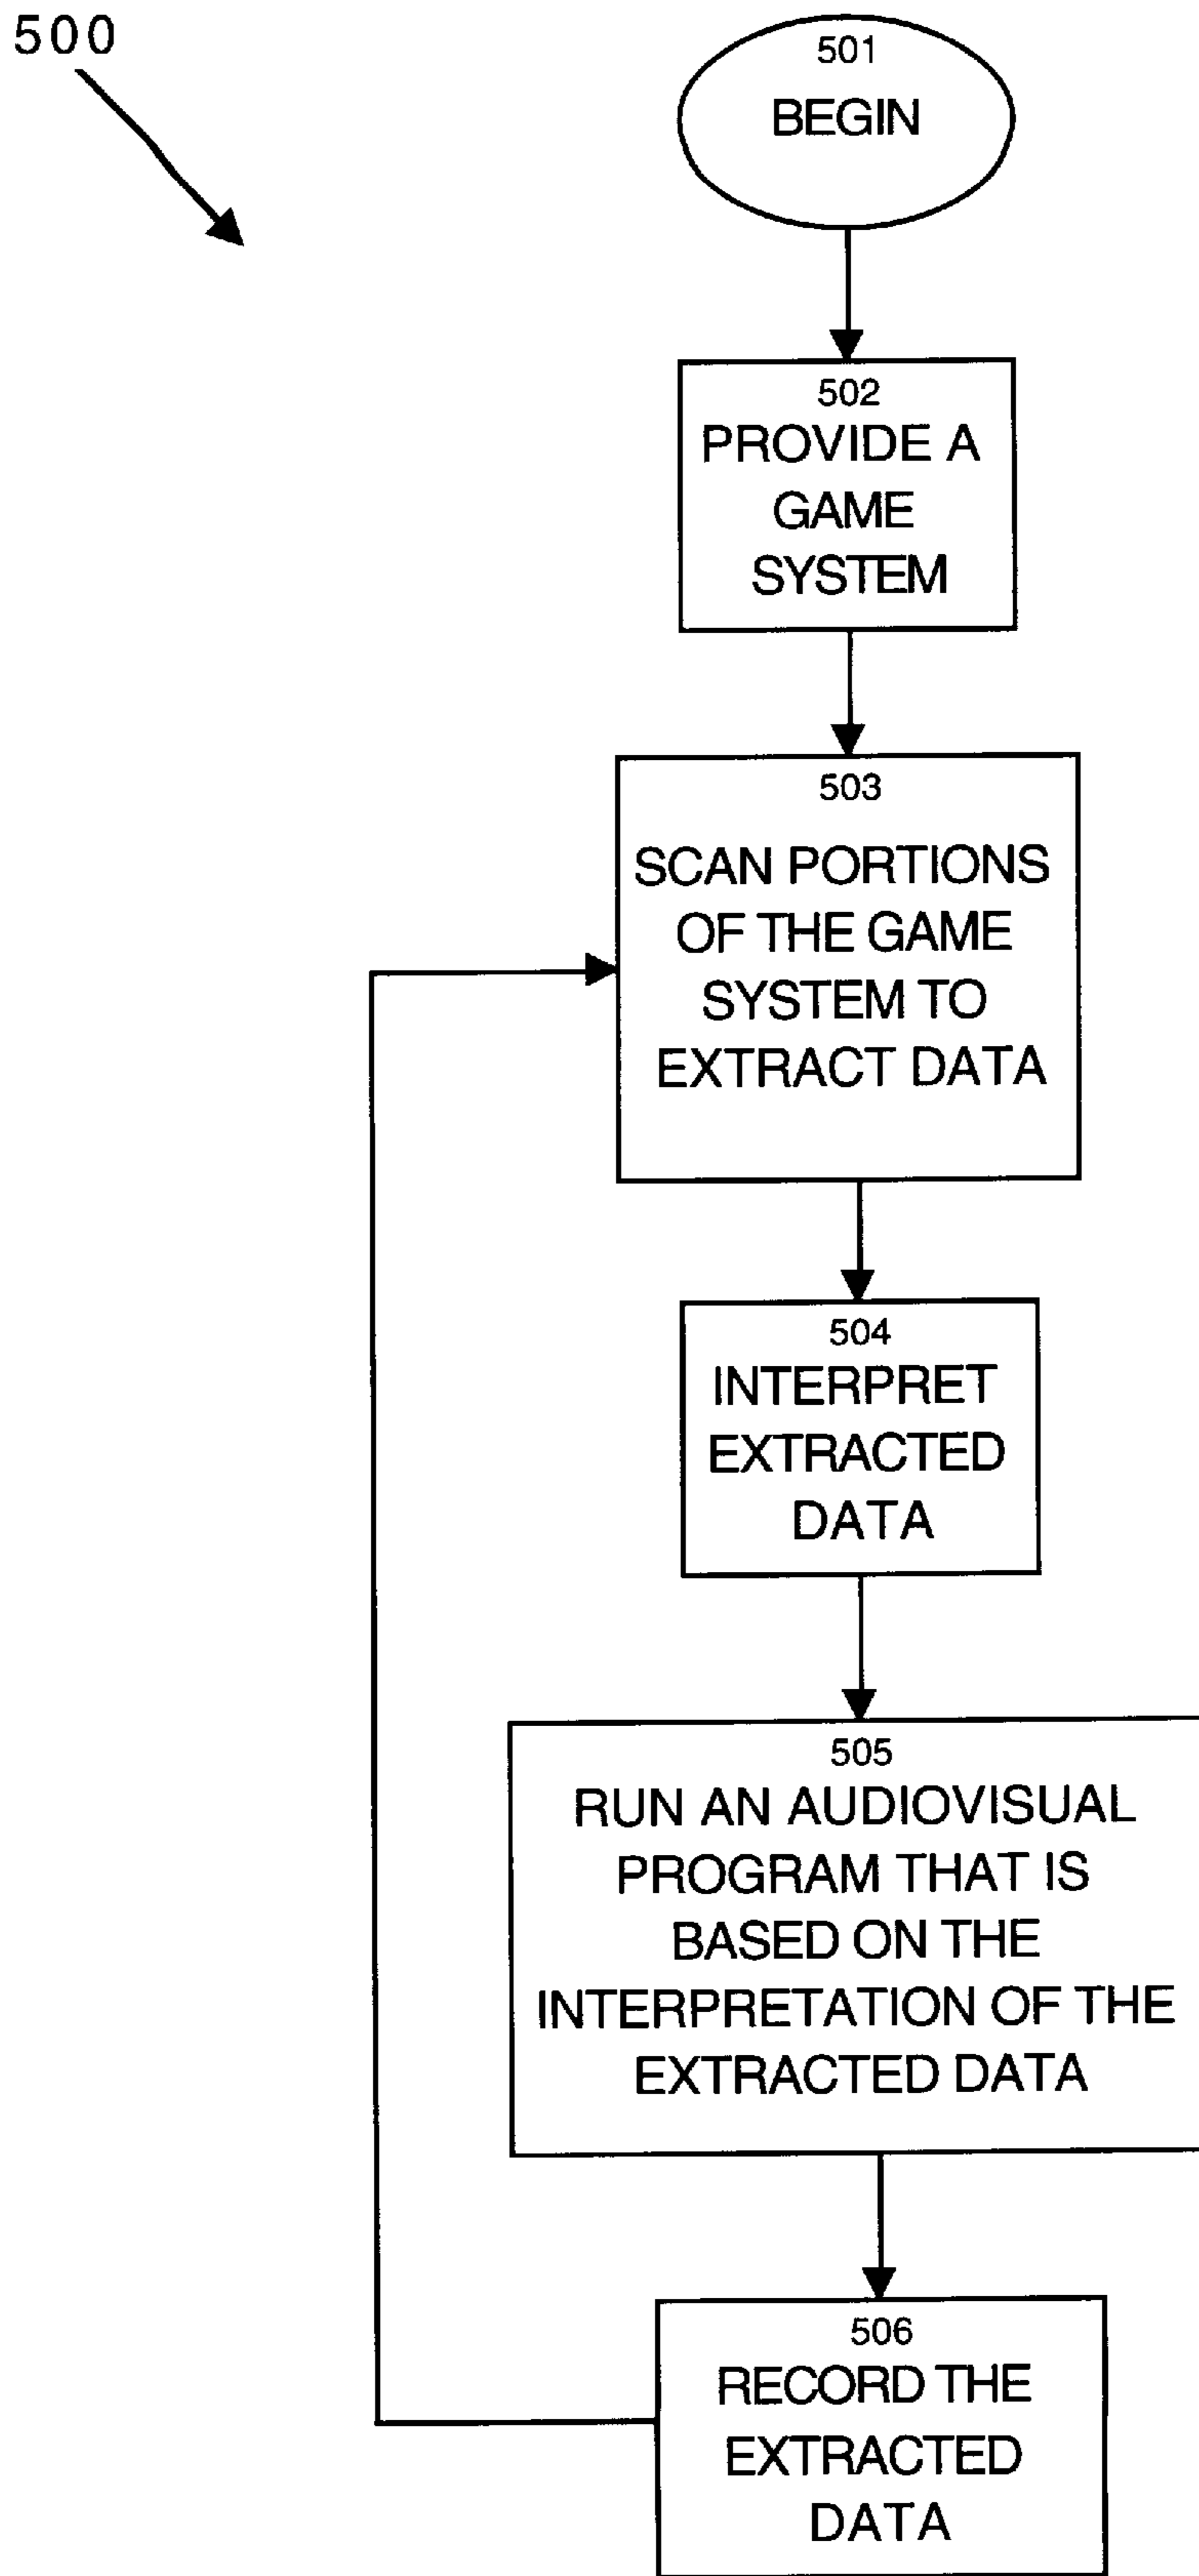 500
501
BEGIN
502
PROVIDE A
GAME
SYSTEM
503
SCAN PORTIONS
OF THE GAME
SYSTEM TO
EXTRACT DATA
504
INTERPRET
EXTRACTED
DATA
505
RUN AN AUDIOVISUAL
PROGRAM THAT IS
BASED ON THE
INTERPRETATION OF THE
EXTRACTED DATA
506
RECORD THE
EXTRACTED
DATA